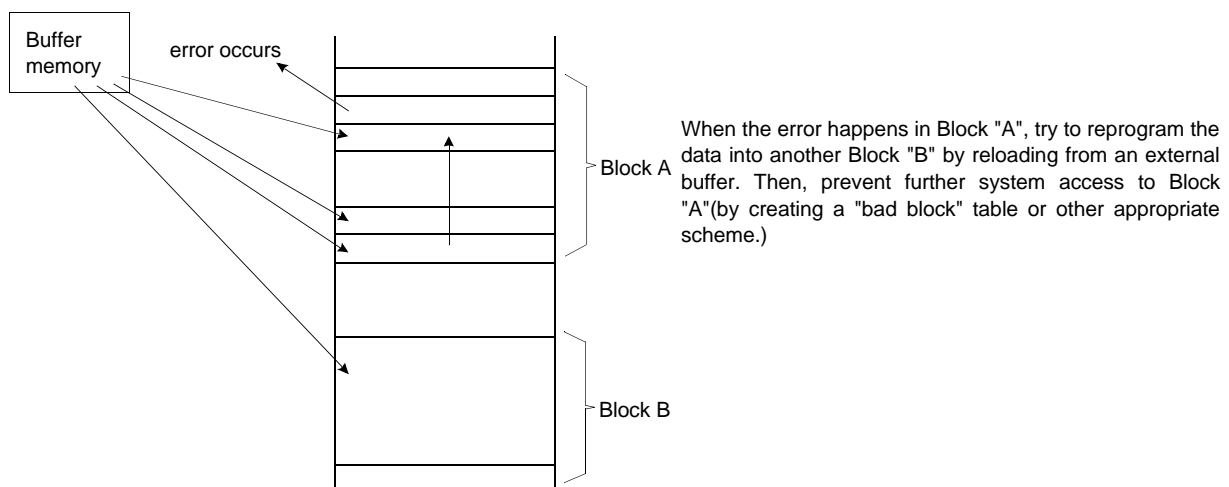 Buffer
memory
error occurs
Block A
When the error happens in Block "A", try to reprogram the
data into another Block "B" by reloading from an external
buffer. Then, prevent further system access to Block
"A"(by creating a "bad block" table or other appropriate
scheme.)
Block B